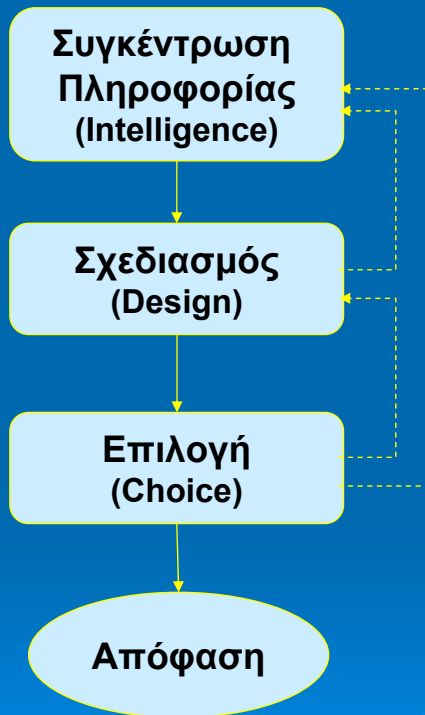 Συγκέντρωση
Πληροφορίας
(Intelligence)
Σχεδιασμός
(Design)
Επιλογή
(Choice)
Απόφαση